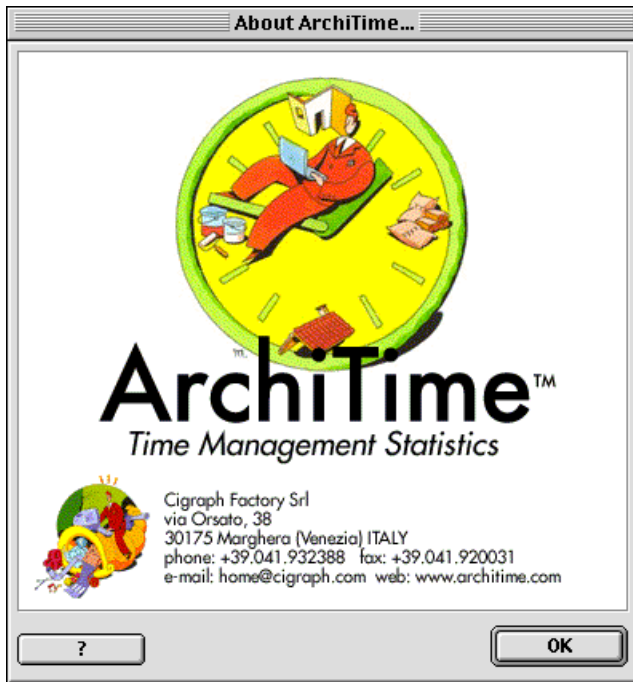 About ArchiTime...
ArchiTime™
Time Management Statistics
Cigraph Factory Srl
via Orsato, 38
30175 Marghera (Venezia) ITALY
phone: +39.041.932388 fax: +39.041.920031
e-mail: home@cigraph.com web: www.architime.com
? OK